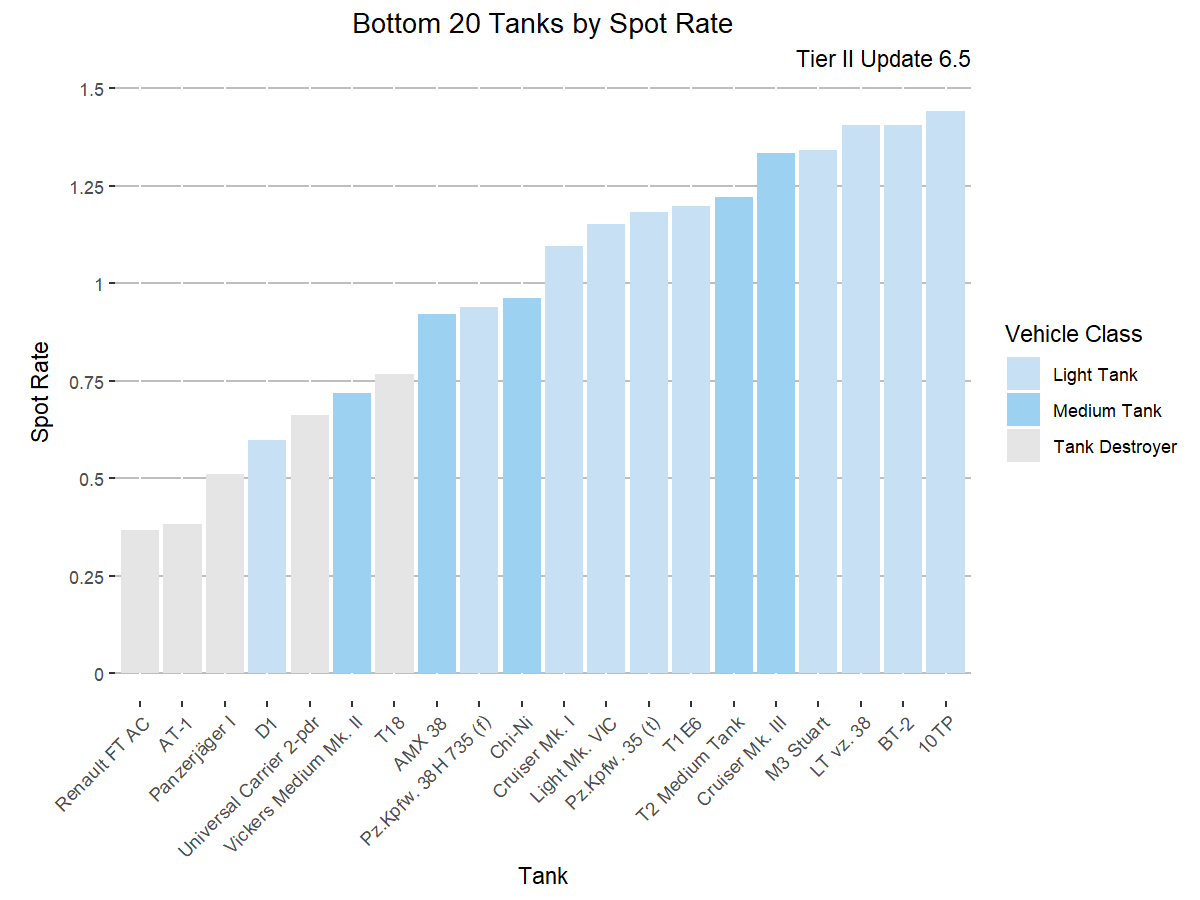 Bottom 20 Tanks by Spot Rate
Tier II Update 6.5
1.5
1.25
1
0.75
0.5
0.25
0
Spot Rate
Renault FT AC
AT-1
Panzerjäger I
D1
Universal Carrier 2-pdr
Vickers Medium Mk. II
T18
AMX 38
Pz.Kpfw. 38H 735 (f)
Chi-Ni
Cruiser Mk. I
Light Mk. VIC
Pz.Kpfw. 35 (t)
T1E6
T2 Medium Tank
Cruiser Mk. III
M3 Stuart
LT vz. 38
BT-2
10TP
Tank
Vehicle Class
Light Tank
Medium Tank
Tank Destroyer